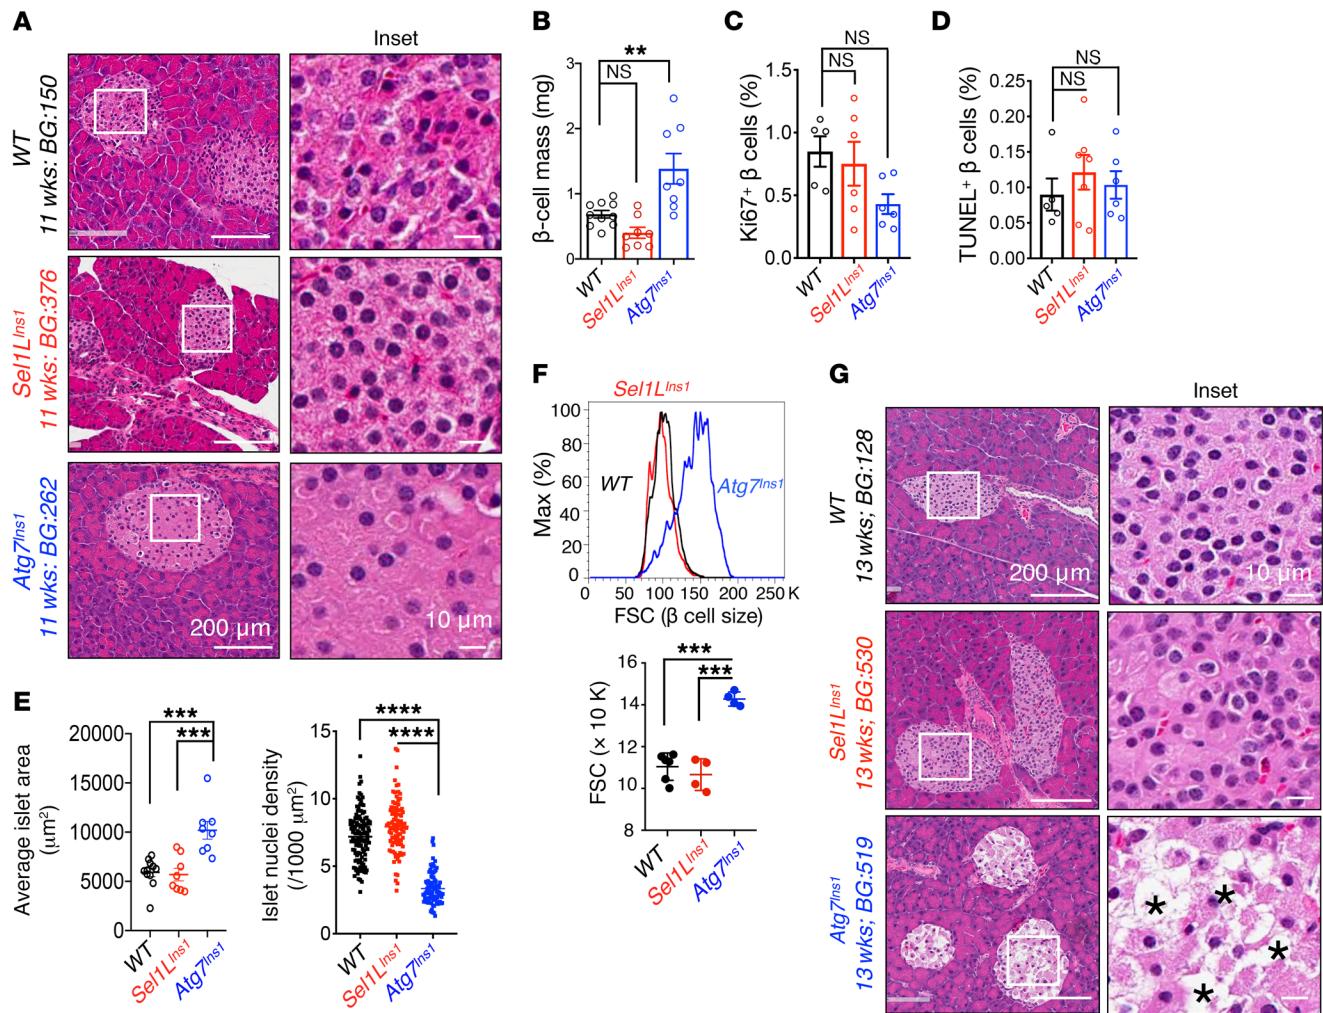 A
Inset
WT
11 wks: BG:150
Sel1L^Ins1
11 wks: BG:376
Atg7^Ins1
11 wks: BG:262
200 µm
10 µm
B
β-cell mass (mg)
3
2
1
0
**
NS
WT
Sel1L^Ins1
Atg7^Ins1
C
Ki67⁺ β cells (%)
1.5
1.0
0.5
0.0
NS
NS
WT
Sel1L^Ins1
Atg7^Ins1
D
TUNEL⁺ β cells (%)
0.25
0.20
0.15
0.10
0.05
0.00
NS
NS
WT
Sel1L^Ins1
Atg7^Ins1
E
Average islet area
(µm²)
20000
15000
10000
5000
0
***
***
WT
Sel1L^Ins1
Atg7^Ins1
Islet nuclei density
(/1000 µm²)
15
10
5
0
****
****
WT
Sel1L^Ins1
Atg7^Ins1
F
Sel1L^Ins1
WT
Atg7^Ins1
Max (%)
100
80
60
40
20
0
0 50 100 150 200 250 K
FSC (β cell size)
FSC (× 10 K)
16
14
12
10
8
***
***
WT
Sel1L^Ins1
Atg7^Ins1
G
Inset
WT
13 wks; BG:128
200 µm
10 µm
Sel1L^Ins1
13 wks; BG:530
Atg7^Ins1
13 wks; BG:519
* * * *